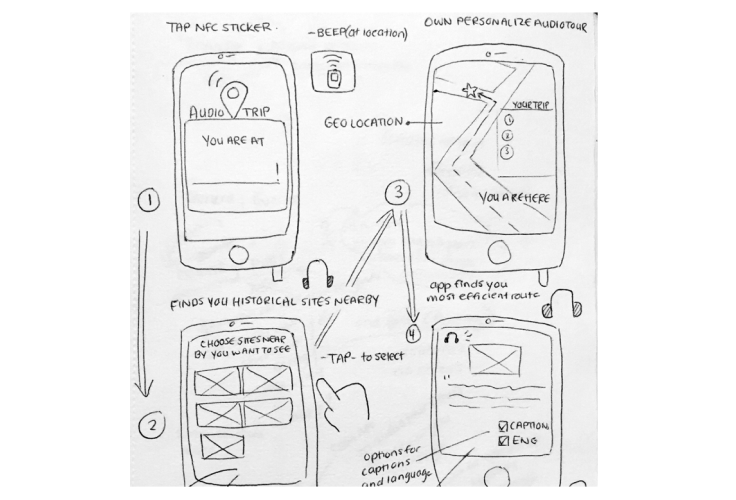 TAP NFC STICKER.
-BEEP(at location)
OWN PERSONALIZE AUDIOTOUR
AUDIO TRIP
YOU ARE AT
!
GEO LOCATION
YOUR TRIP
1
2
3
YOU ARE HERE
1
3
FINDS YOU HISTORICAL SITES NEARBY
app finds you
most efficient route
4
CHOOSE SITES NEAR
BY YOU WANT TO SEE
-TAP- to select
2
"
CAPTION
ENG
options for
captions
and language